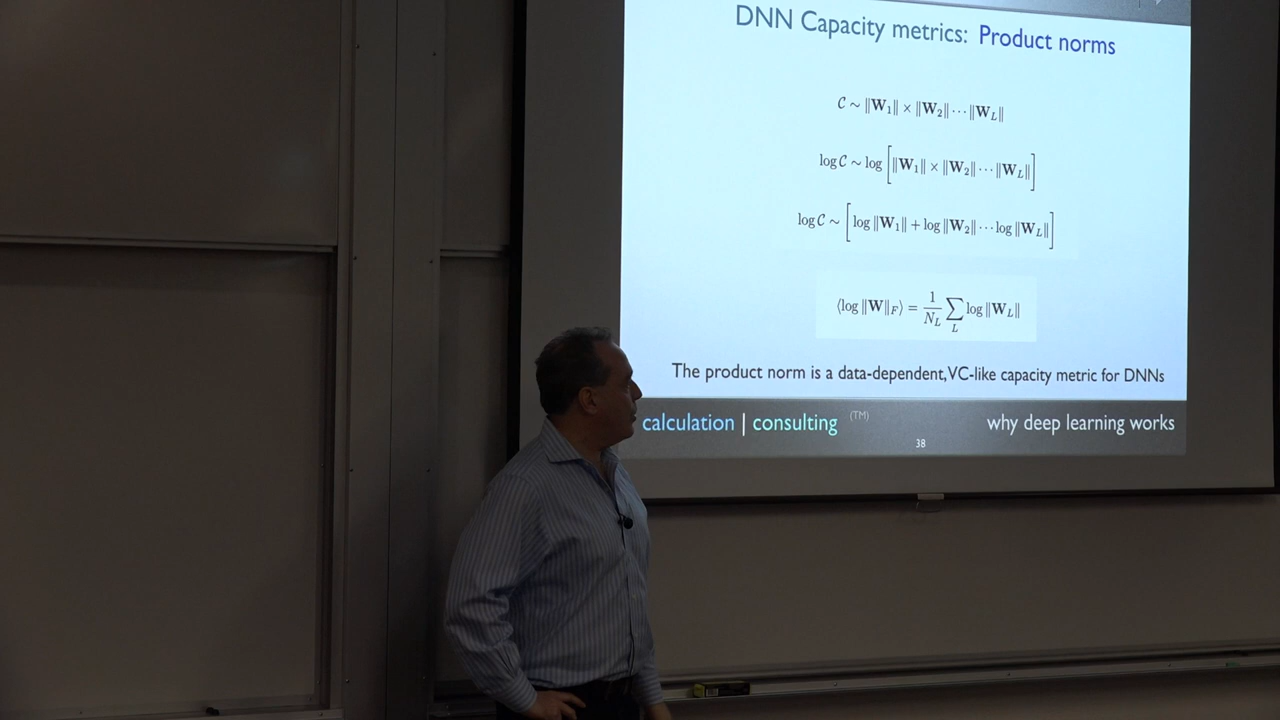 DNN Capacity metrics: Product norms
𝒞 ~ ‖W₁‖ × ‖W₂‖ ⋯ ‖W_L‖
log 𝒞 ~ log [‖W₁‖ × ‖W₂‖ ⋯ ‖W_L‖]
log 𝒞 ~ [log ‖W₁‖ + log ‖W₂‖ ⋯ log ‖W_L‖]
⟨log ‖W‖_F⟩ = 1/N_L ∑_L log ‖W_L‖
The product norm is a data-dependent, VC-like capacity metric for DNNs
calculation | consulting (TM) why deep learning works
38